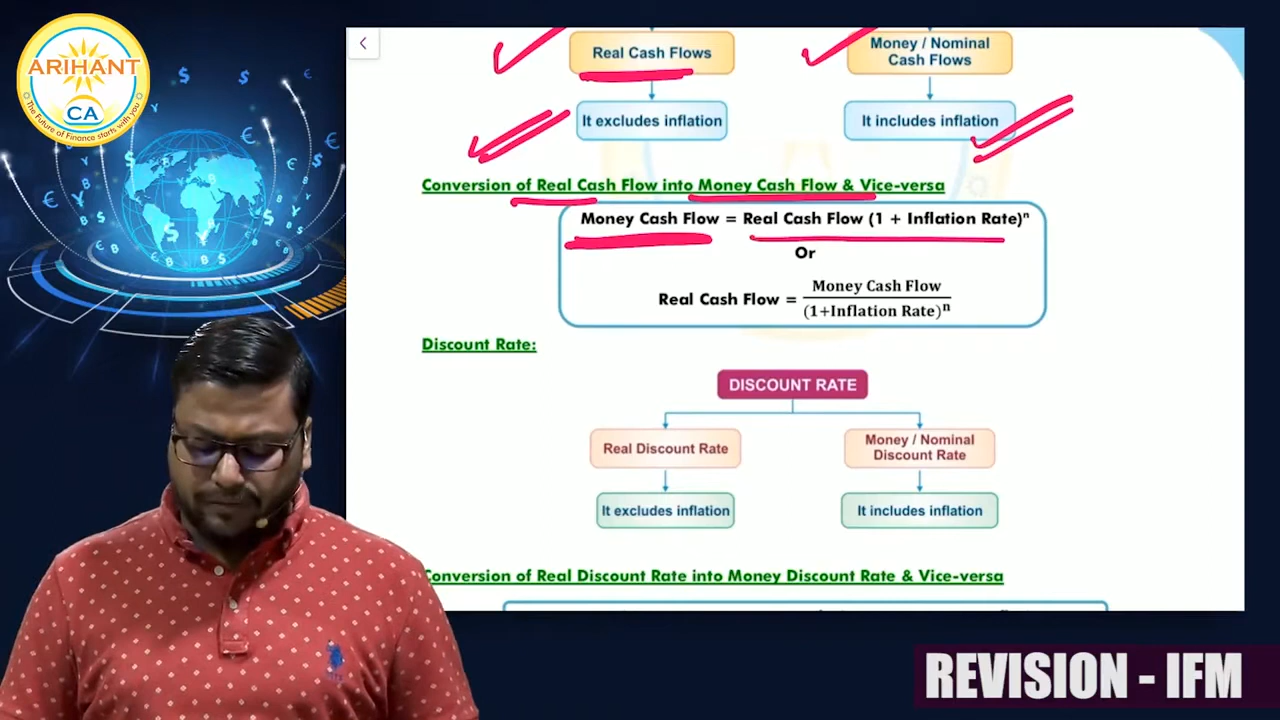 ARIHANT
CA
The Future of Finance starts with you
Real Cash Flows
Money / Nominal
Cash Flows
It excludes inflation
It includes inflation
Conversion of Real Cash Flow into Money Cash Flow & Vice-versa
Money Cash Flow = Real Cash Flow (1 + Inflation Rate)ⁿ
Or
Real Cash Flow = Money Cash Flow / (1+Inflation Rate)ⁿ
Discount Rate:
DISCOUNT RATE
Real Discount Rate
Money / Nominal
Discount Rate
It excludes inflation
It includes inflation
Conversion of Real Discount Rate into Money Discount Rate & Vice-versa
REVISION - IFM